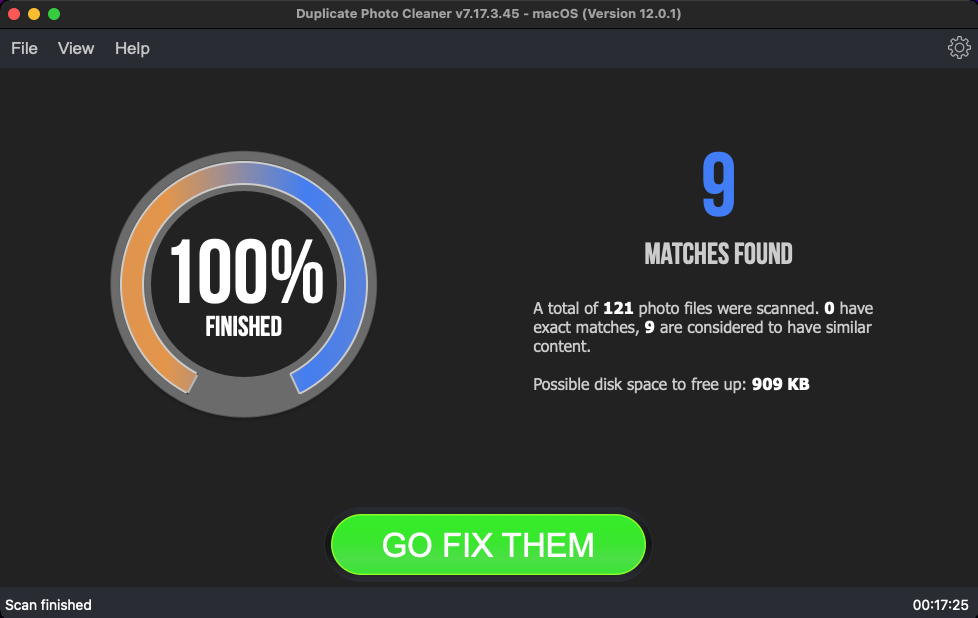 Duplicate Photo Cleaner v7.17.3.45 - macOS (Version 12.0.1)
File View Help
100%
FINISHED
9
MATCHES FOUND
A total of 121 photo files were scanned. 0 have
exact matches, 9 are considered to have similar
content.
Possible disk space to free up: 909 KB
GO FIX THEM
Scan finished
00:17:25